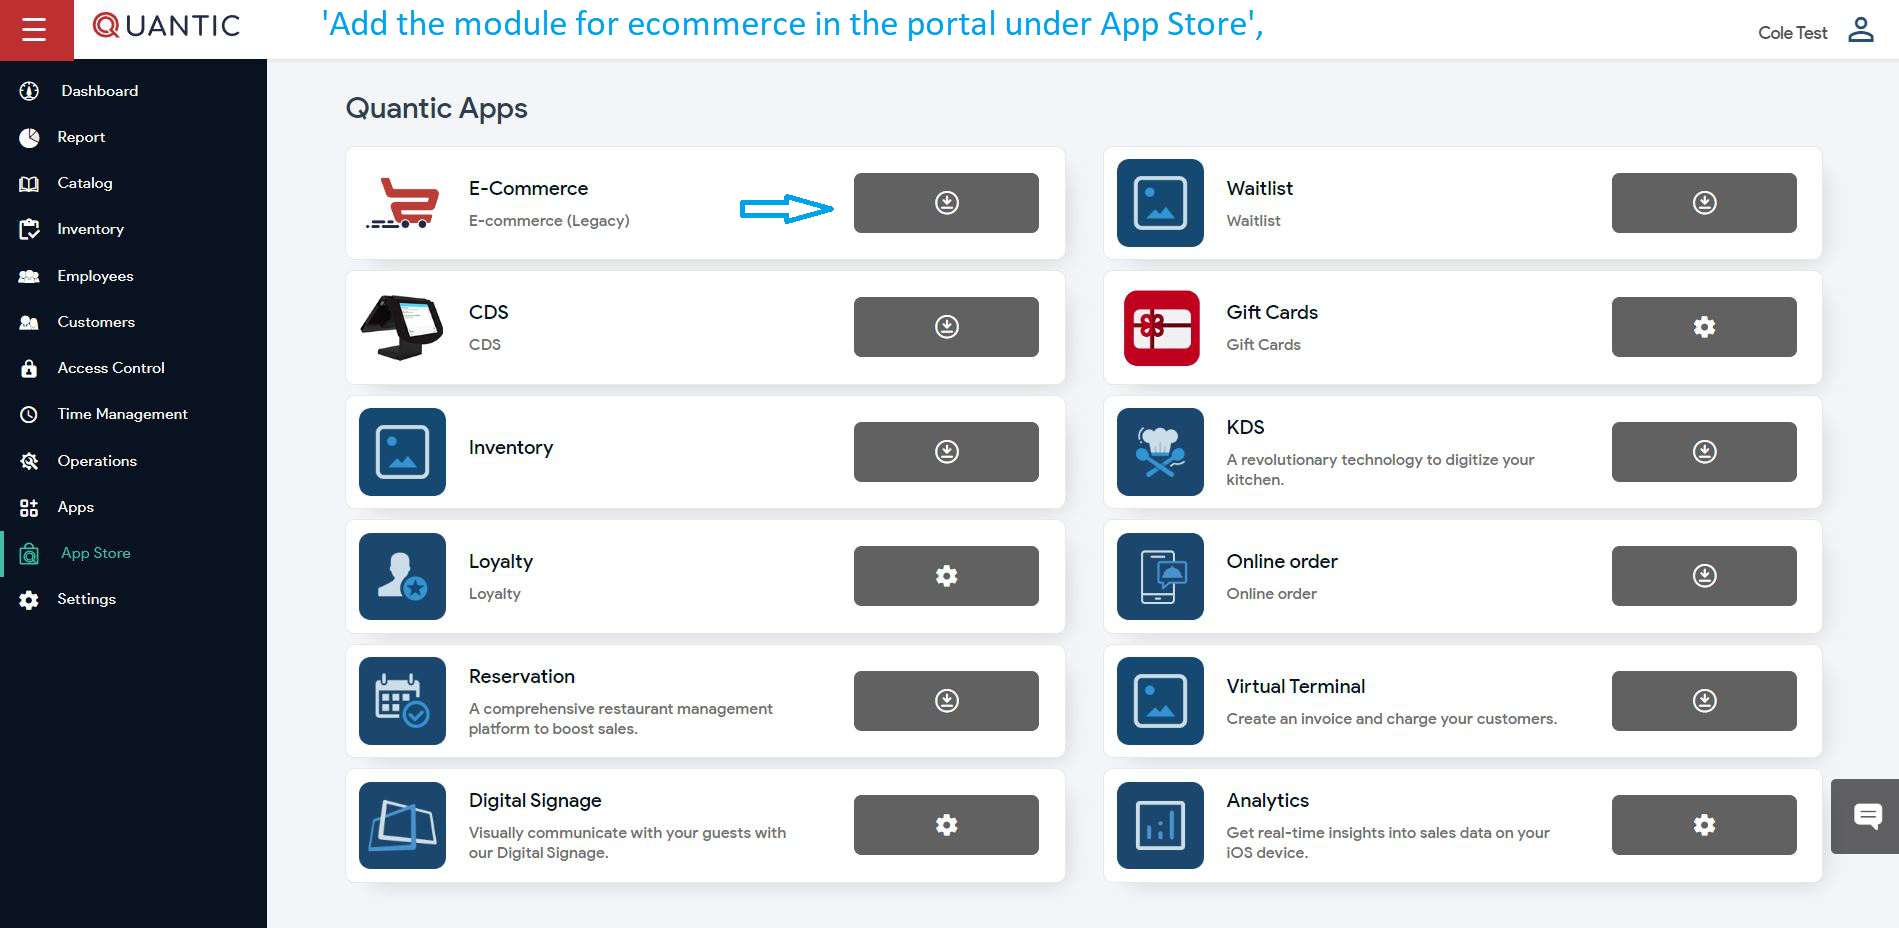 QUANTIC
'Add the module for ecommerce in the portal under App Store',
Cole Test
Dashboard
Report
Catalog
Inventory
Employees
Customers
Access Control
Time Management
Operations
Apps
App Store
Settings
Quantic Apps
E-Commerce
E-commerce (Legacy)
Waitlist
Waitlist
CDS
CDS
Gift Cards
Gift Cards
Inventory
KDS
A revolutionary technology to digitize your
kitchen.
Loyalty
Loyalty
Online order
Online order
Reservation
A comprehensive restaurant management
platform to boost sales.
Virtual Terminal
Create an invoice and charge your customers.
Digital Signage
Visually communicate with your guests with
our Digital Signage.
Analytics
Get real-time insights into sales data on your
iOS device.